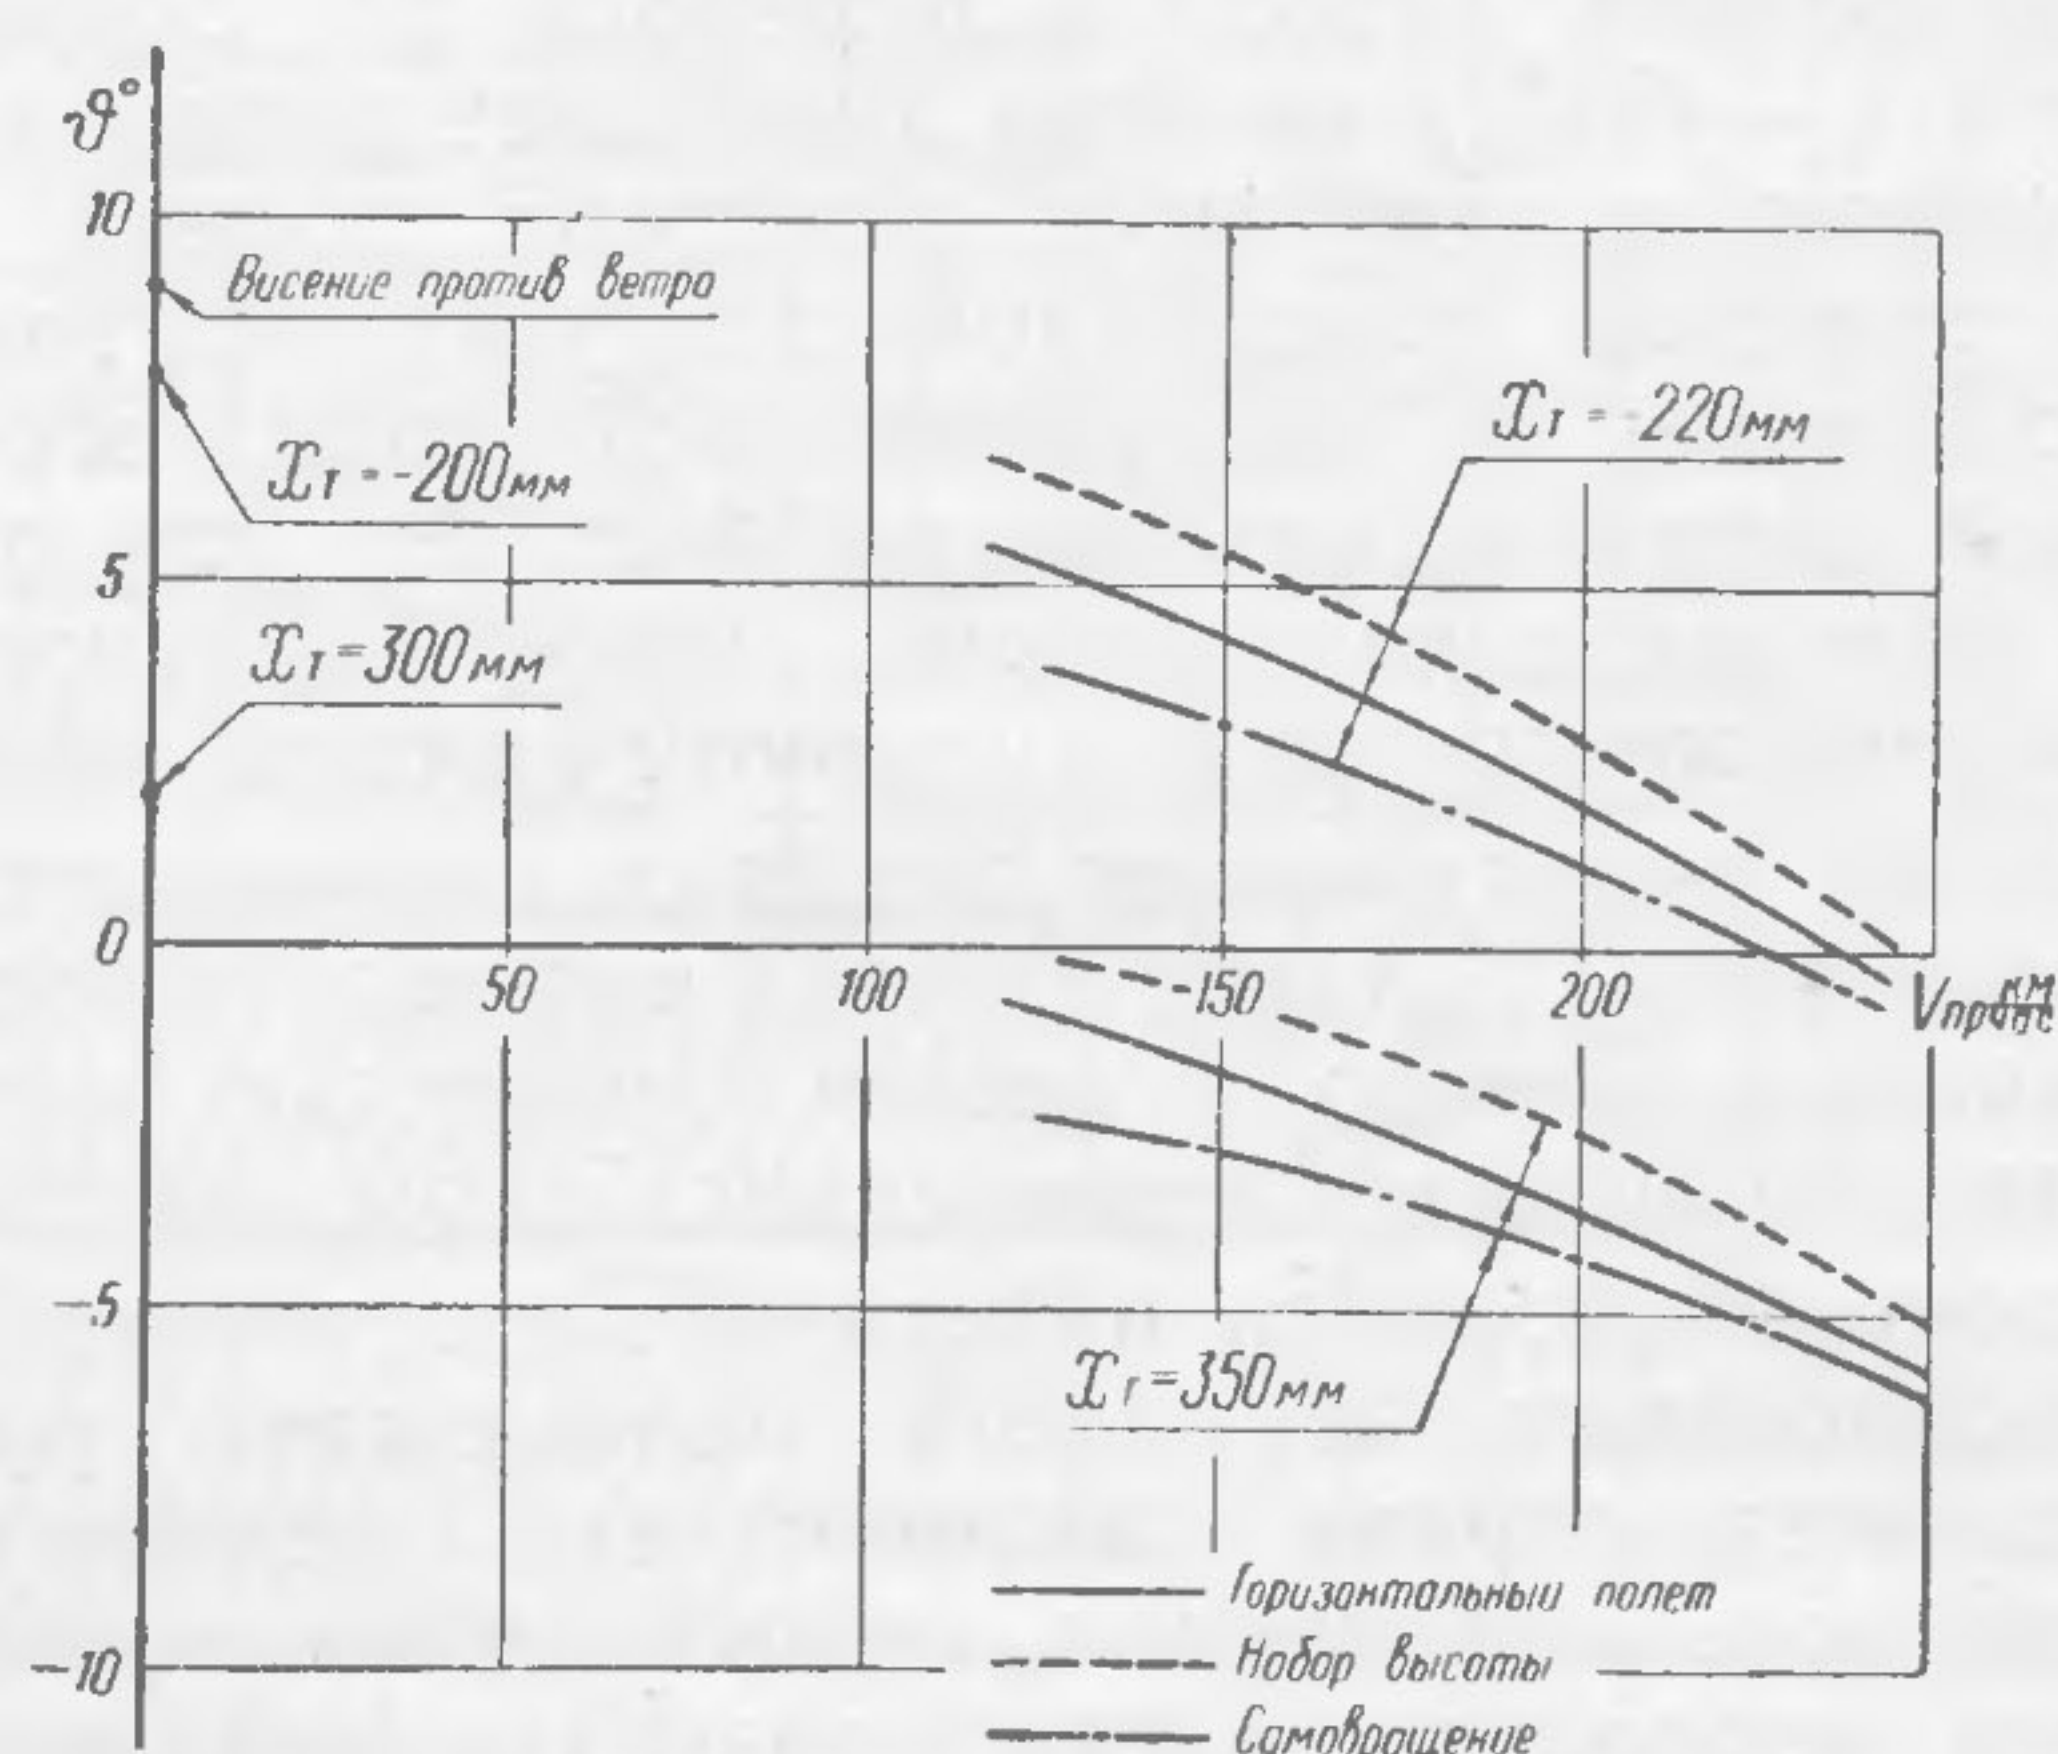 ϑ°
10
Висение против ветра
Xт = -220мм
Xт = -200мм
5
Xт = 300мм
0
50
100
150
200
Vпр км/час
-5
Xт = 350мм
Горизонтальный полет
-10
Набор высоты
Самовращение